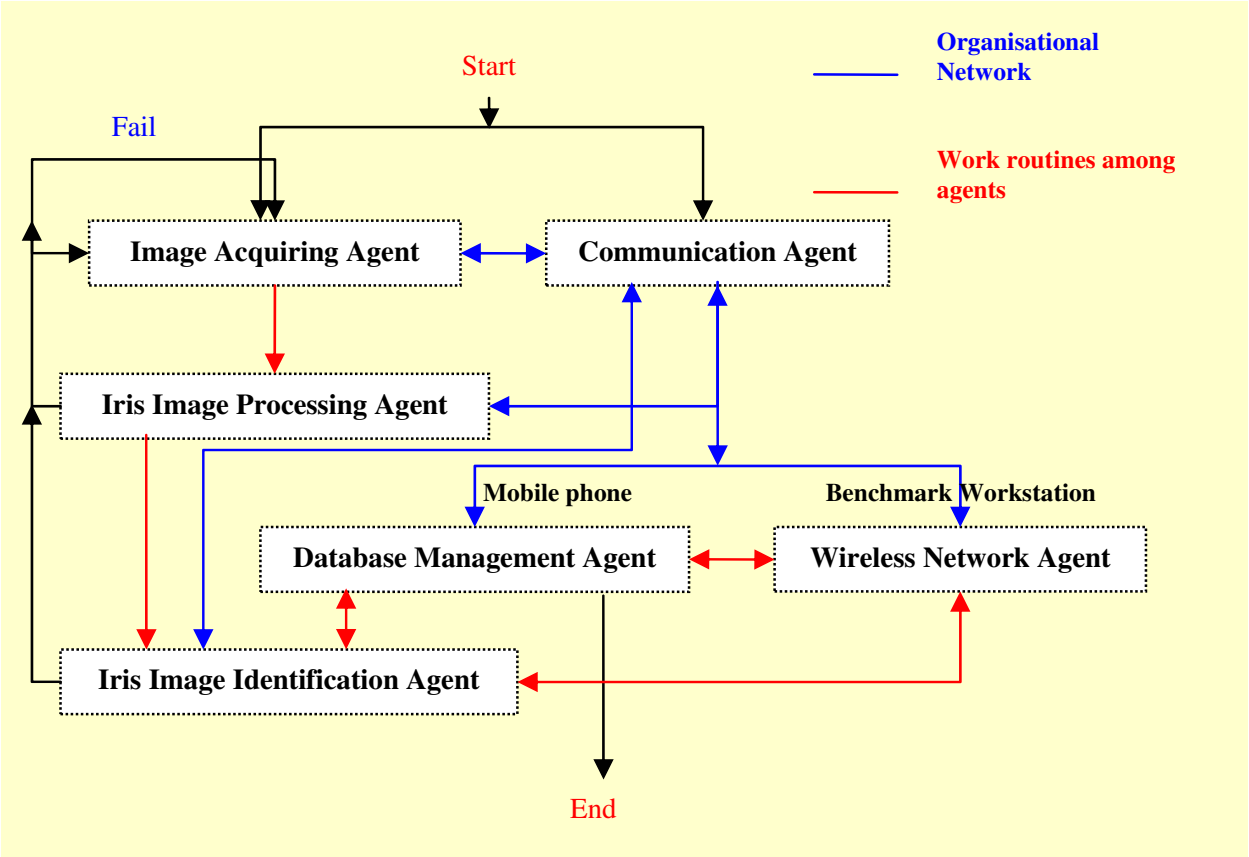 Organisational
Network
Start
Fail
Work routines among
agents
Image Acquiring Agent
Communication Agent
Iris Image Processing Agent
Mobile phone
Benchmark Workstation
Database Management Agent
Wireless Network Agent
Iris Image Identification Agent
End